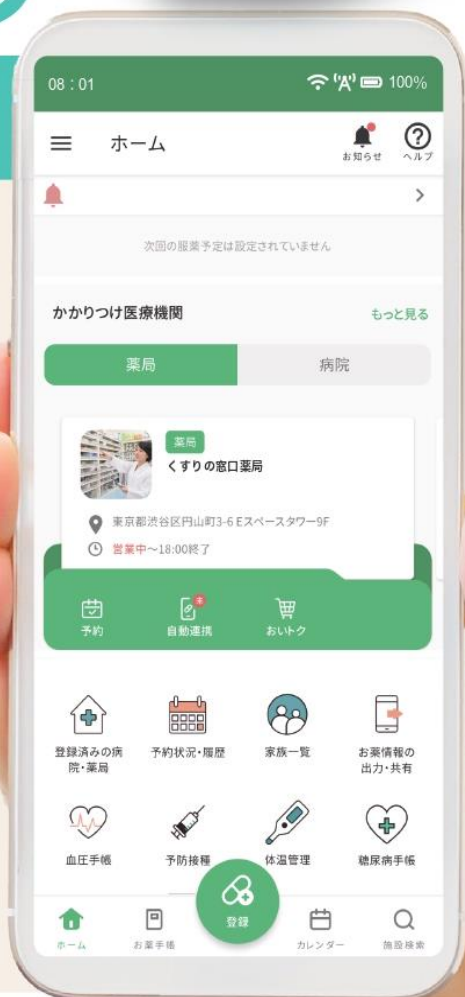 08:01
100%
ホーム
お知らせ
ヘルプ
次回の服薬予定は設定されていません
かかりつけ医療機関
もっと見る
薬局
病院
薬局
くすりの窓口薬局
東京都渋谷区円山町3-6 Eスペースタワー9F
営業中~18:00終了
予約
自動連携
未
おいトク
登録済みの病
院・薬局
予約状況・履歴
家族一覧
お薬情報の
出力・共有
血圧手帳
予防接種
体温管理
糖尿病手帳
ホーム
お薬手帳
登録
カレンダー
施設検索